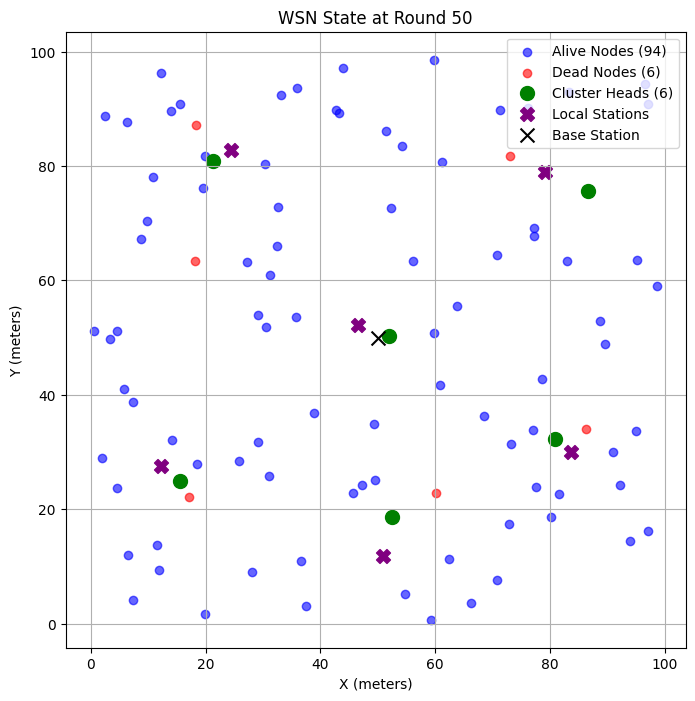 WSN State at Round 50
Alive Nodes (94)
Dead Nodes (6)
Cluster Heads (6)
Local Stations
Base Station
Y (meters)
100
80
60
40
20
0
0 20 40 60 80 100
X (meters)